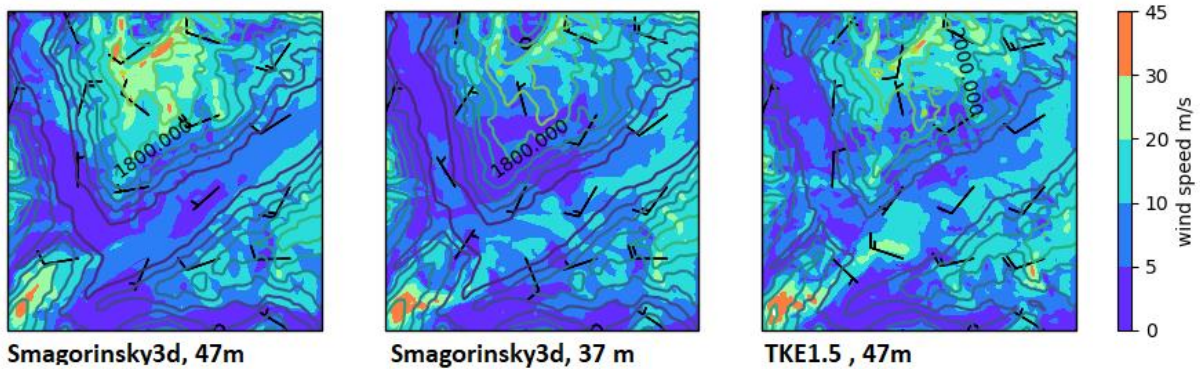 1800.000
1800.000
2000.000
45
30
20
10
5
0
wind speed m/s
Smagorinsky3d, 47m
Smagorinsky3d, 37 m
TKE1.5 , 47m